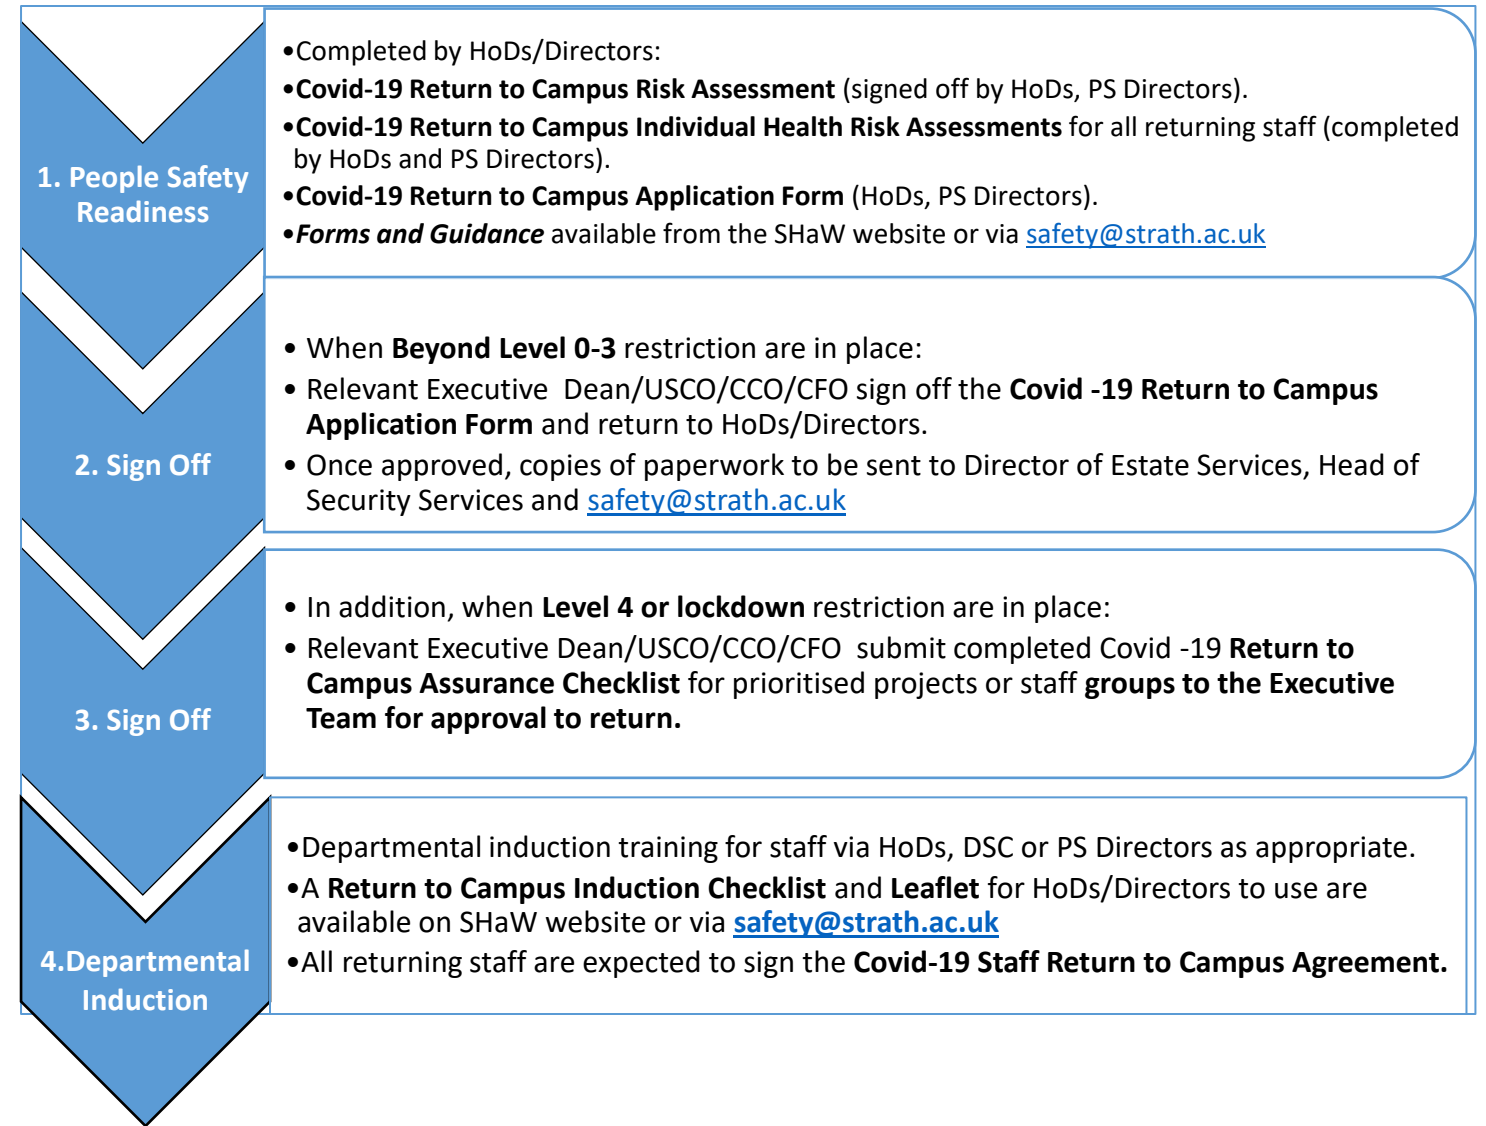 1. People Safety
Readiness
•Completed by HoDs/Directors:
•Covid-19 Return to Campus Risk Assessment (signed off by HoDs, PS Directors).
•Covid-19 Return to Campus Individual Health Risk Assessments for all returning staff (completed
by HoDs and PS Directors).
•Covid-19 Return to Campus Application Form (HoDs, PS Directors).
•Forms and Guidance available from the SHaW website or via safety@strath.ac.uk
2. Sign Off
• When Beyond Level 0-3 restriction are in place:
• Relevant Executive  Dean/USCO/CCO/CFO sign off the Covid -19 Return to Campus
Application Form and return to HoDs/Directors.
• Once approved, copies of paperwork to be sent to Director of Estate Services, Head of
Security Services and safety@strath.ac.uk
3. Sign Off
• In addition, when Level 4 or lockdown restriction are in place:
• Relevant Executive Dean/USCO/CCO/CFO  submit completed Covid -19 Return to
Campus Assurance Checklist for prioritised projects or staff groups to the Executive
Team for approval to return.
4.Departmental
Induction
•Departmental induction training for staff via HoDs, DSC or PS Directors as appropriate.
•A Return to Campus Induction Checklist and Leaflet for HoDs/Directors to use are
available on SHaW website or via safety@strath.ac.uk
•All returning staff are expected to sign the Covid-19 Staff Return to Campus Agreement.